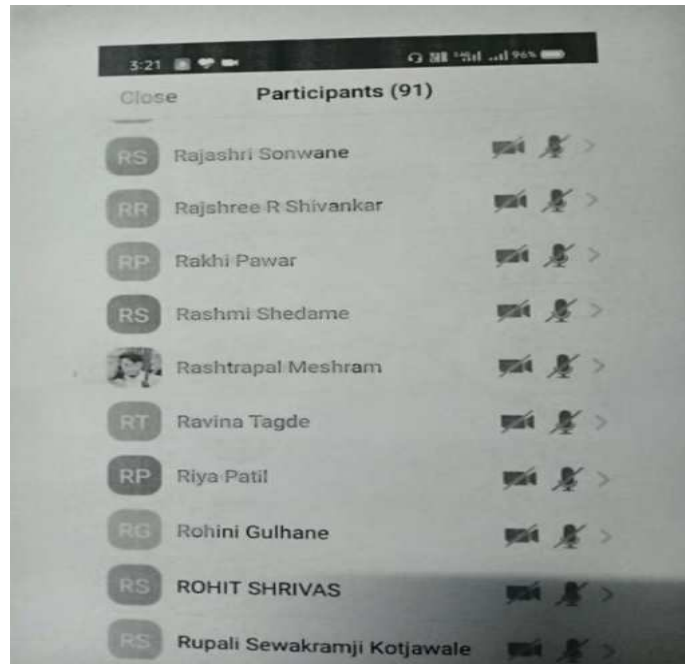 3:21 96%
Close Participants (91)
RS Rajashri Sonwane
RR Rajshree R Shivankar
RP Rakhi Pawar
RS Rashmi Shedame
Rashtrapal Meshram
RT Ravina Tagde
RP Riya Patil
RG Rohini Gulhane
RS ROHIT SHRIVAS
RS Rupali Sewakramji Kotjawale